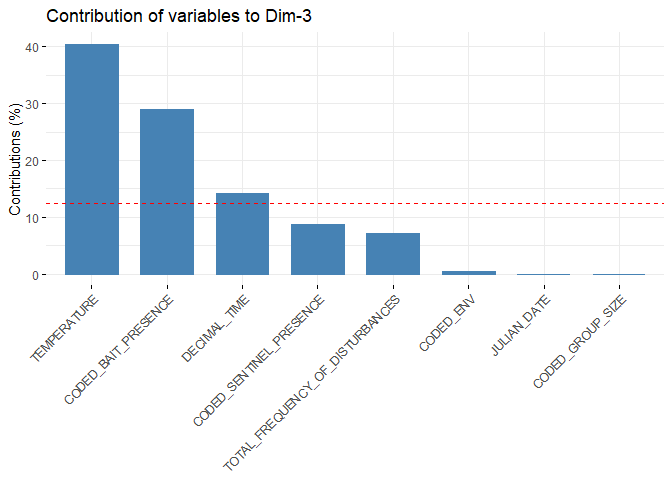 Contribution of variables to Dim-3
Contributions (%)
40
30
20
10
0
TEMPERATURE
CODED_BAIT_PRESENCE
DECIMAL_TIME
CODED_SENTINEL_PRESENCE
TOTAL_FREQUENCY_OF_DISTURBANCES
CODED_ENV
JULIAN_DATE
CODED_GROUP_SIZE